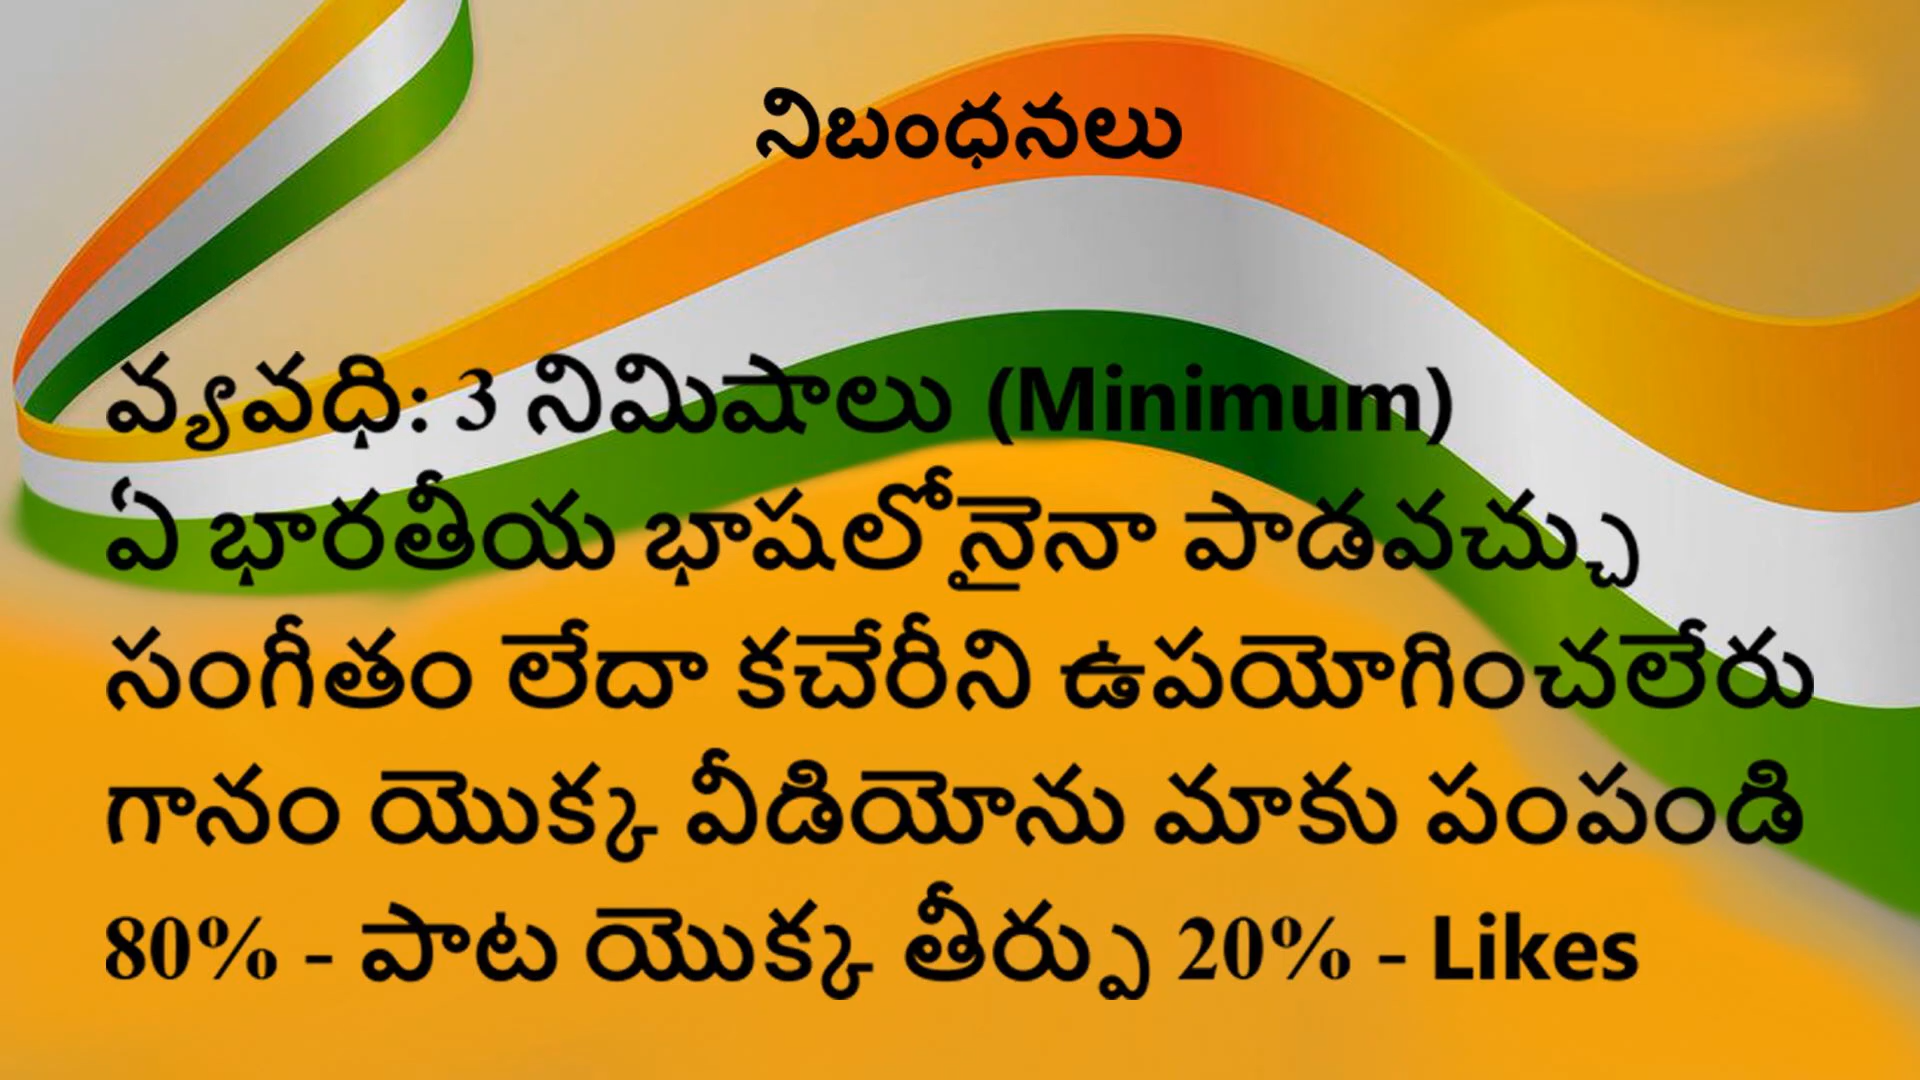 నిబంధనలు
వ్యవధి: 3 నిమిషాలు (Minimum)
ఏ భారతీయ భాషలోనైనా పాడవచ్చు
సంగీతం లేదా కచేరీని ఉపయోగించలేరు
గానం యొక్క వీడియోను మాకు పంపండి
80% - పాట యొక్క తీర్పు 20% - Likes